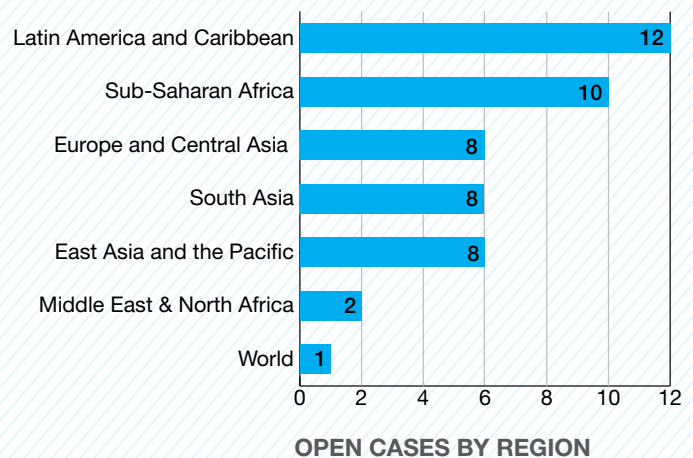 Latin America and Caribbean 12
Sub-Saharan Africa 10
Europe and Central Asia 8
South Asia 8
East Asia and the Pacific 8
Middle East & North Africa 2
World 1
0 2 4 6 8 10 12
OPEN CASES BY REGION